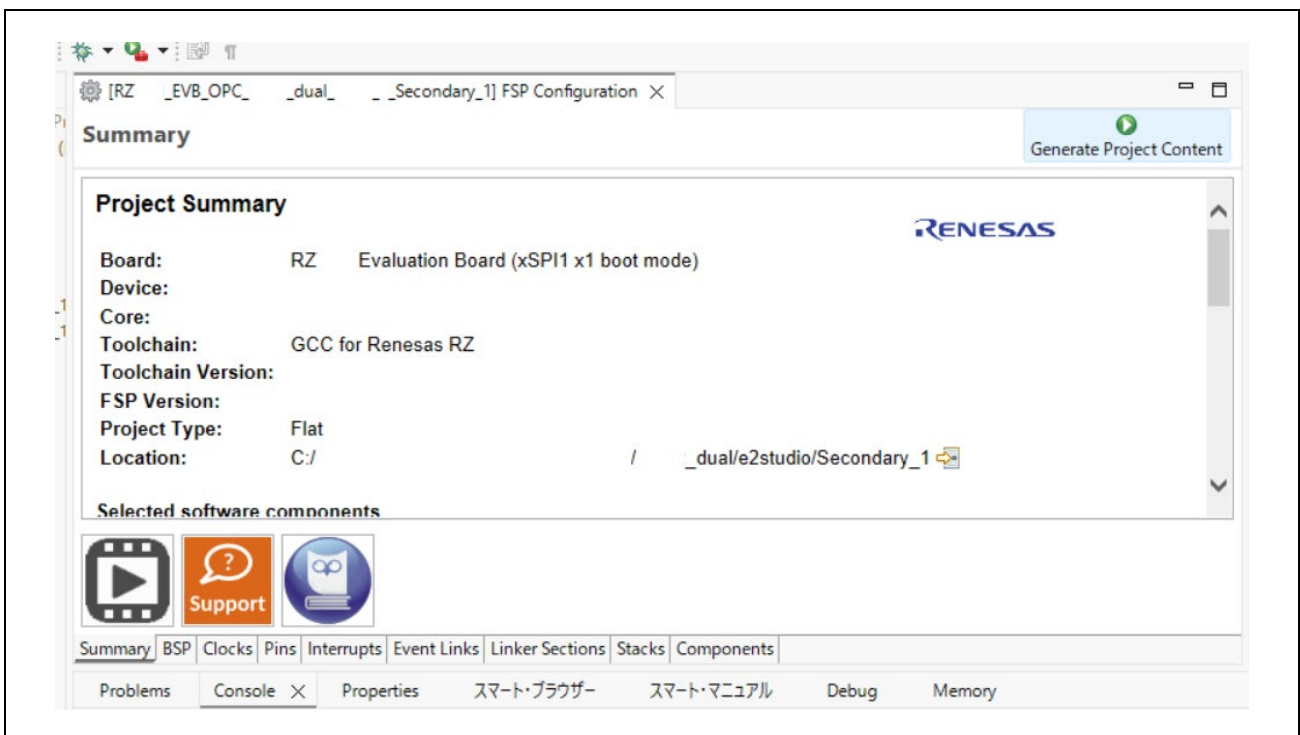 [RZ _EVB_OPC_ _dual_ _ _Secondary_1] FSP Configuration
Summary
Generate Project Content
Project Summary
RENESAS
Board: RZ Evaluation Board (xSPI1 x1 boot mode)
Device:
Core:
Toolchain: GCC for Renesas RZ
Toolchain Version:
FSP Version:
Project Type: Flat
Location: C:/ / _dual/e2studio/Secondary_1
Selected software components
Support
Summary BSP Clocks Pins Interrupts Event Links Linker Sections Stacks Components
Problems Console Properties スマート・ブラウザー スマート・マニュアル Debug Memory